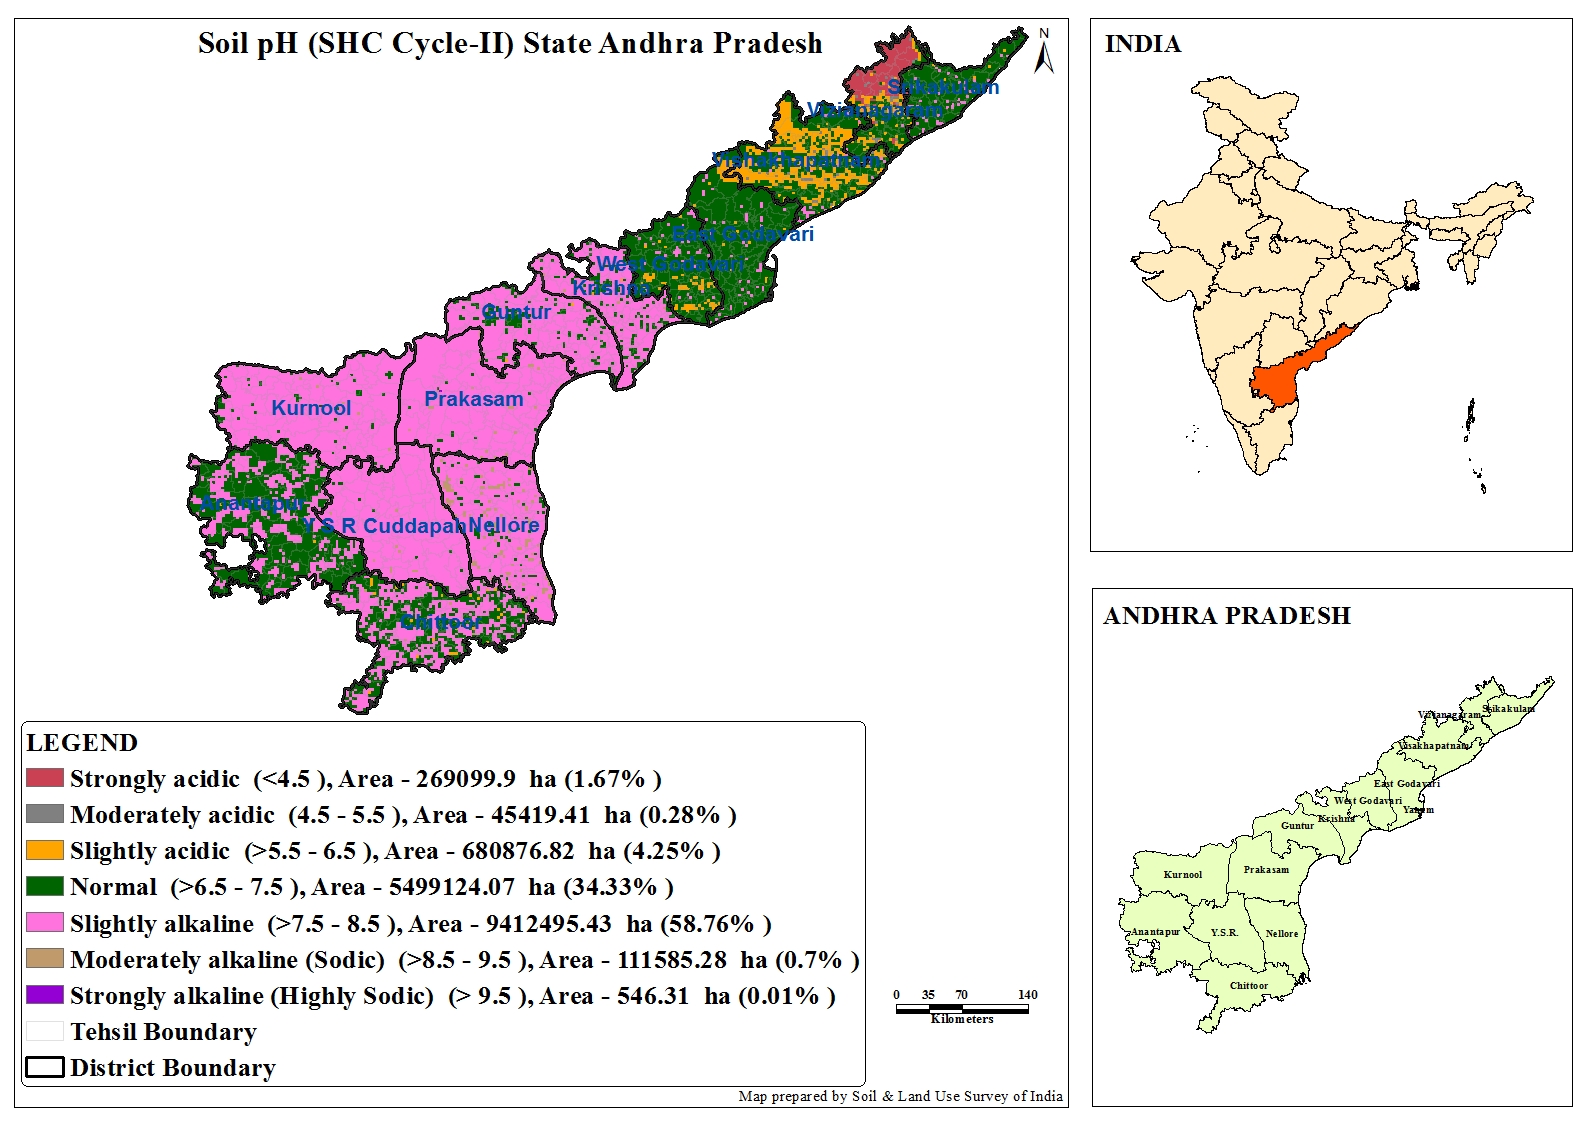 Soil pH (SHC Cycle-II) State Andhra Pradesh
N
Srikakulam
Vizianagaram
Vishakhapatnam
East Godavari
West Godavari
Krishna
Guntur
Prakasam
Kurnool
Anantapur
Y S R Cuddapah
Nellore
Chittoor
LEGEND
Strongly acidic (<4.5 ), Area - 269099.9 ha (1.67% )
Moderately acidic (4.5 - 5.5 ), Area - 45419.41 ha (0.28% )
Slightly acidic (>5.5 - 6.5 ), Area - 680876.82 ha (4.25% )
Normal (>6.5 - 7.5 ), Area - 5499124.07 ha (34.33% )
Slightly alkaline (>7.5 - 8.5 ), Area - 9412495.43 ha (58.76% )
Moderately alkaline (Sodic) (>8.5 - 9.5 ), Area - 111585.28 ha (0.7% )
Strongly alkaline (Highly Sodic) (> 9.5 ), Area - 546.31 ha (0.01% )
Tehsil Boundary
District Boundary
0 35 70 140
Kilometers
Map prepared by Soil & Land Use Survey of India
INDIA
ANDHRA PRADESH
Srikakulam
Vizianagaram
Visakhapatnam
East Godavari
West Godavari
Yanam
Krishna
Guntur
Prakasam
Kurnool
Anantapur
Y.S.R.
Nellore
Chittoor